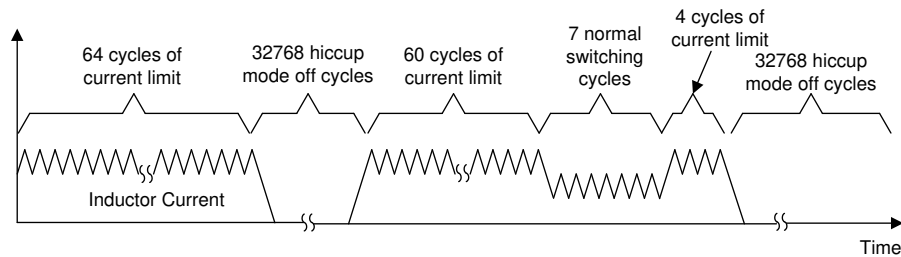 64 cycles of
current limit
32768 hiccup
mode off cycles
60 cycles of
current limit
7 normal
switching
cycles
4 cycles of
current limit
32768 hiccup
mode off cycles
Inductor Current
Time